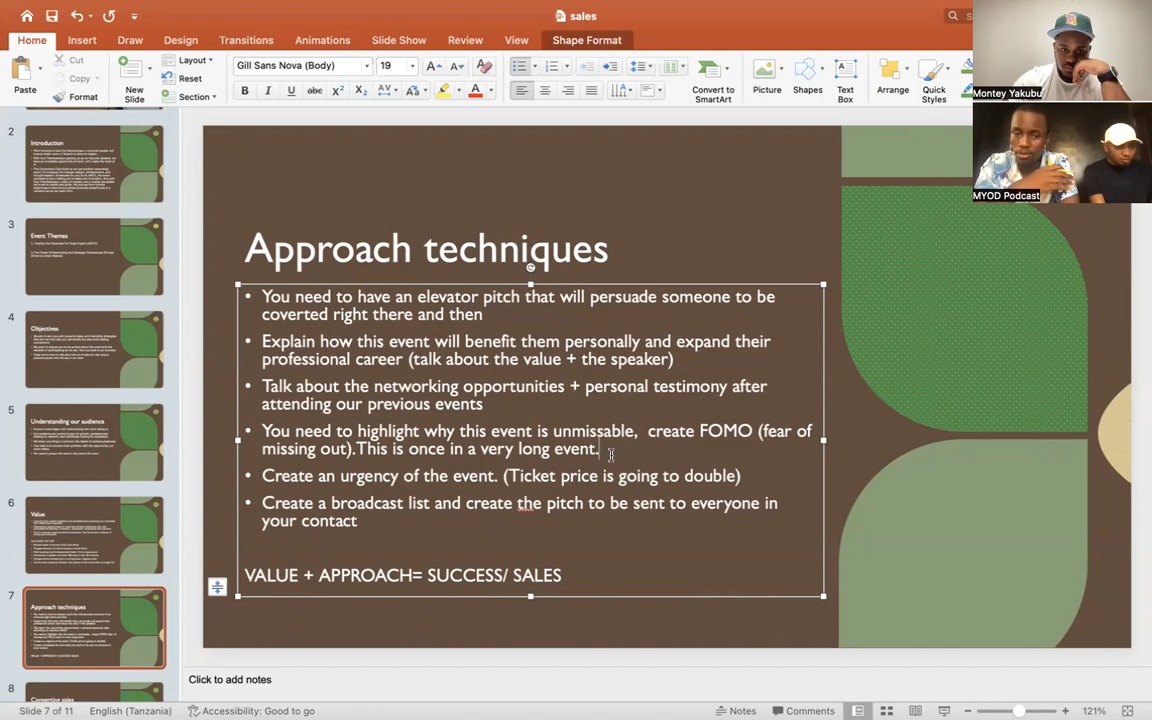 sales
Home Insert Draw Design Transitions Animations Slide Show Review View Shape Format
Paste
Cut
Copy
Format
New
Slide
Layout
Reset
Section
Gill Sans Nova (Body) 19
Convert to
SmartArt
Picture
Shapes
Text
Box
Arrange
Quick
Styles
Montey Yakubu
MYOD Podcast
2
Introduction
3
Event Themes
4
Objectives
5
Understanding our audience
6
Value
7
Approach techniques
8
Approach techniques
• You need to have an elevator pitch that will persuade someone to be
coverted right there and then
• Explain how this event will benefit them personally and expand their
professional career (talk about the value + the speaker)
• Talk about the networking opportunities + personal testimony after
attending our previous events
• You need to highlight why this event is unmissable,  create FOMO (fear of
missing out).This is once in a very long event.
• Create an urgency of the event. (Ticket price is going to double)
• Create a broadcast list and create the pitch to be sent to everyone in
your contact
VALUE + APPROACH= SUCCESS/ SALES
Click to add notes
Slide 7 of 11 English (Tanzania) Accessibility: Good to go Notes Comments 121%